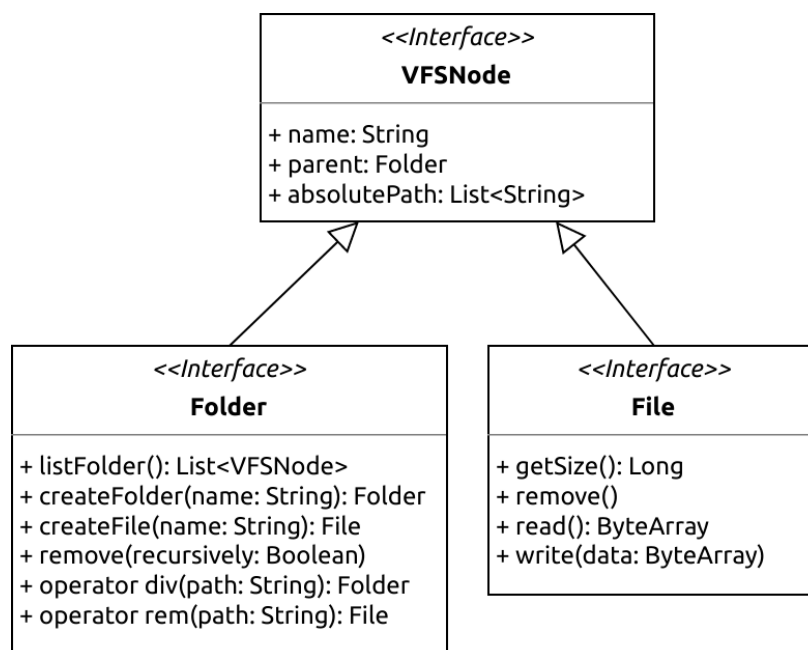 <<Interface>>
VFSNode
+ name: String
+ parent: Folder
+ absolutePath: List<String>
<<Interface>>
Folder
+ listFolder(): List<VFSNode>
+ createFolder(name: String): Folder
+ createFile(name: String): File
+ remove(recursively: Boolean)
+ operator div(path: String): Folder
+ operator rem(path: String): File
<<Interface>>
File
+ getSize(): Long
+ remove()
+ read(): ByteArray
+ write(data: ByteArray)